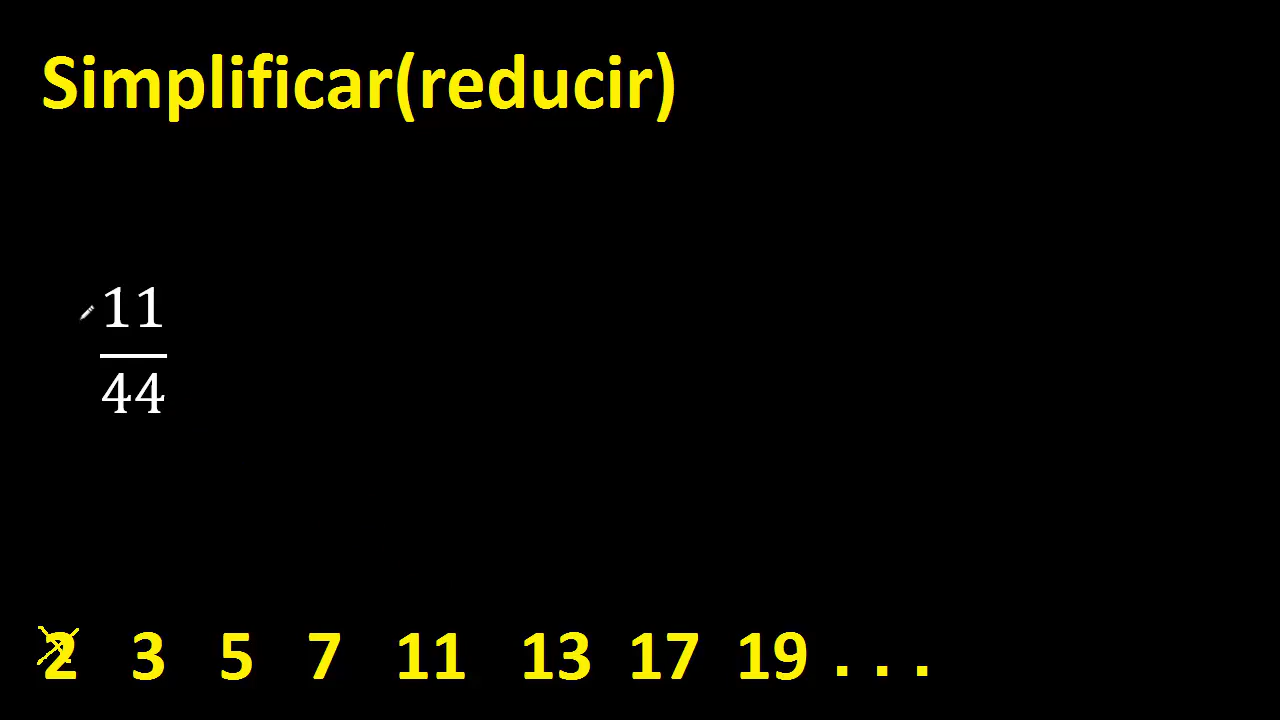 Simplificar(reducir)
11
44
2 3 5 7 11 13 17 19 . . .